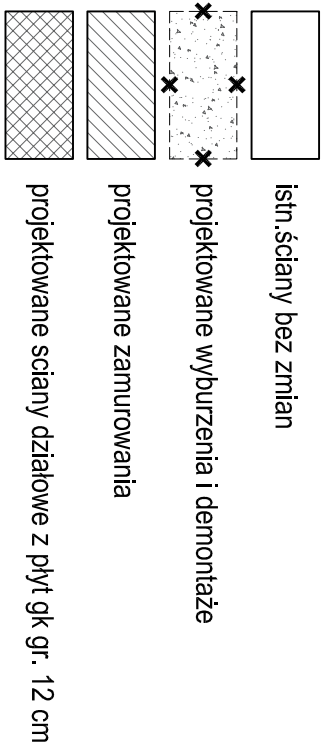 istn.ściany bez zmian
projektowane wyburzenia i demontaże
projektowane zamurowania
projektowane sciany działowe z płyt gk gr. 12 cm